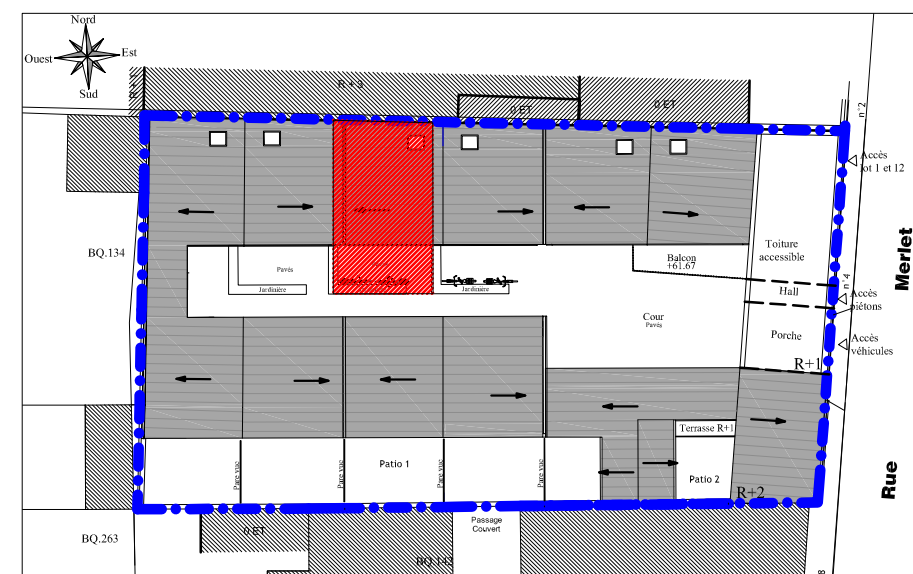 Nord
Ouest
Est
Sud
R + 1
R + 3
0 ET
0 ET
n°2
Accès
lot 1 et 12
BQ.134
Merlet
Toiture
accessible
Balcon
+61.67
Pavés
Jardinière
Jardinière
Hall
n°4
Accès
piétons
Cour
Pavés
Porche
Accès
véhicules
R+1
Terrasse R+1
Pare vue
Pare vue
Patio 1
Pare vue
Pare vue
Patio 2
R+2
Rue
BQ.263
0 ET
Passage
Couvert
BQ.142
8